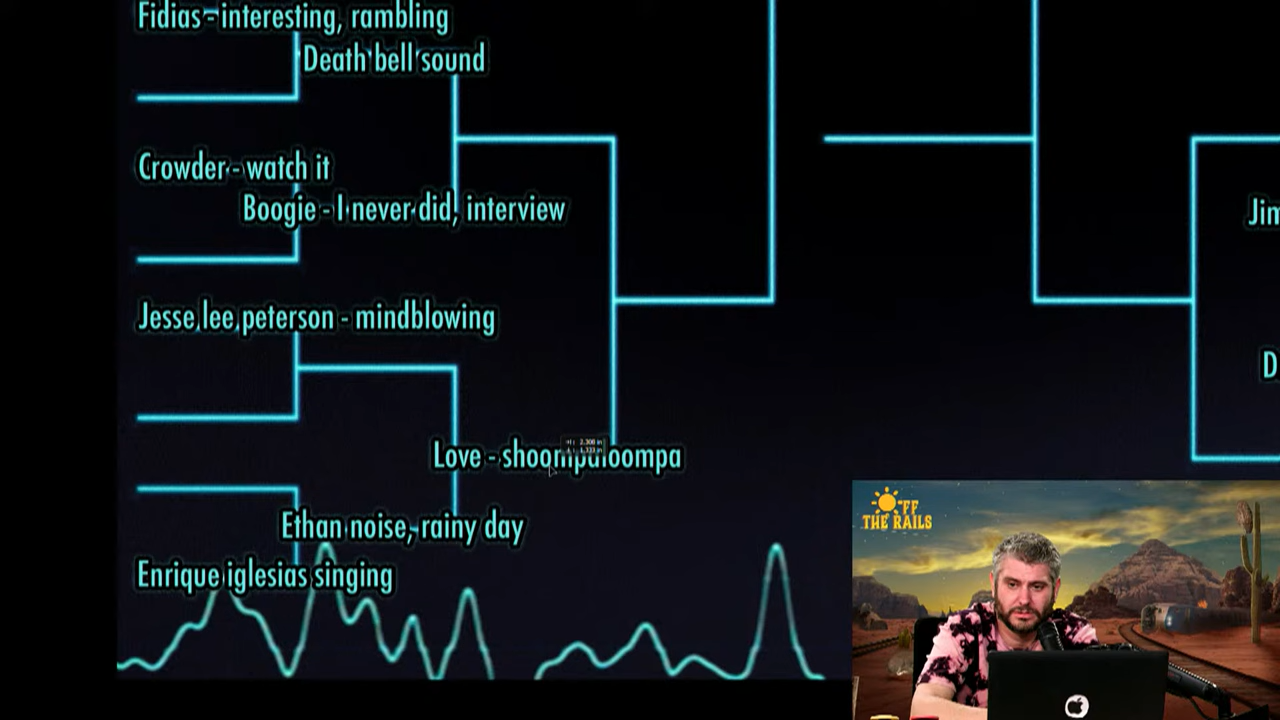 Fidias - interesting, rambling
Death bell sound
Crowder - watch it
Boogie - I never did, interview
Jim
Jesse lee peterson - mindblowing
D
Love - shoompaloompa
Ethan noise, rainy day
Enrique iglesias singing
OFF
THE RAILS